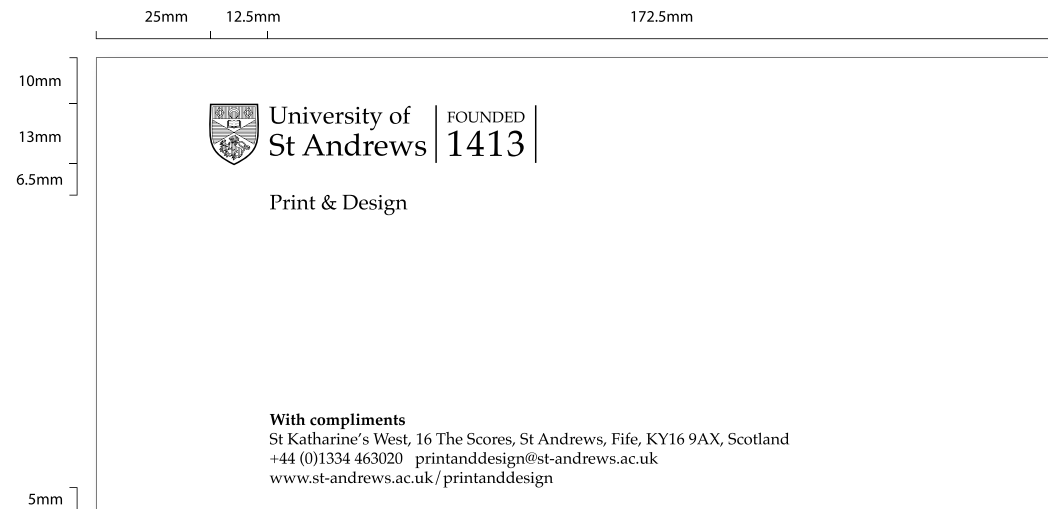 25mm 12.5mm 172.5mm
10mm
13mm
6.5mm
University of
St Andrews
FOUNDED
1413
Print & Design
With compliments
St Katharine’s West, 16 The Scores, St Andrews, Fife, KY16 9AX, Scotland
+44 (0)1334 463020 printanddesign@st-andrews.ac.uk
www.st-andrews.ac.uk/printanddesign
5mm